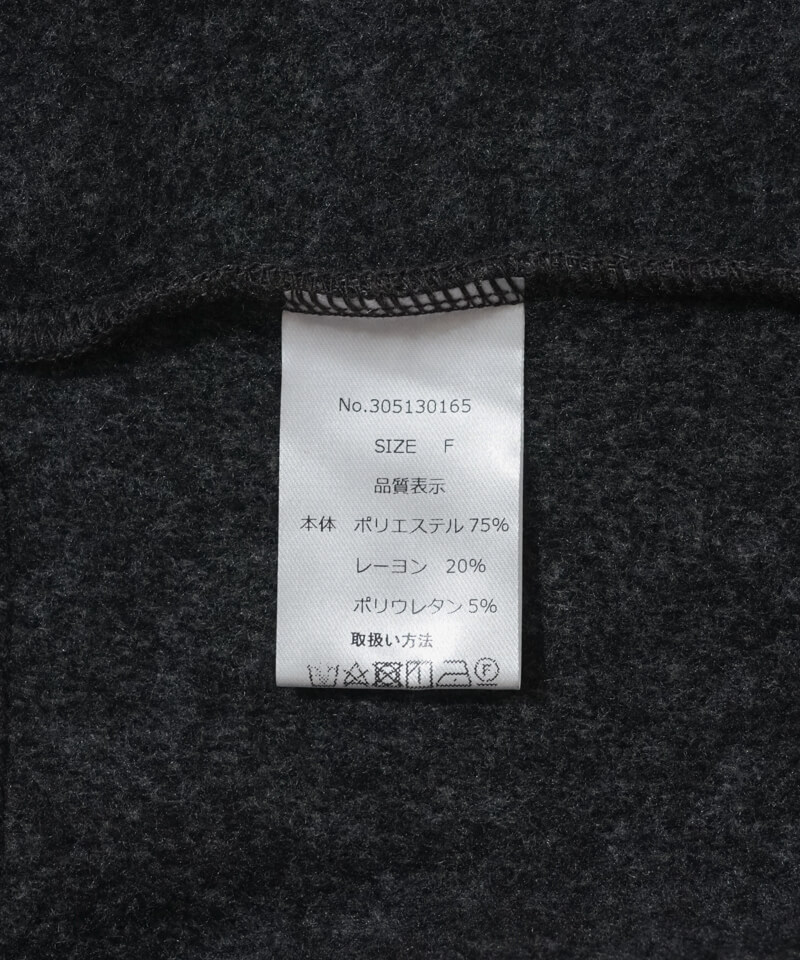 No.305130165
SIZE F
品質表示
本体 ポリエステル 75%
レーヨン 20%
ポリウレタン 5%
取扱い方法
F